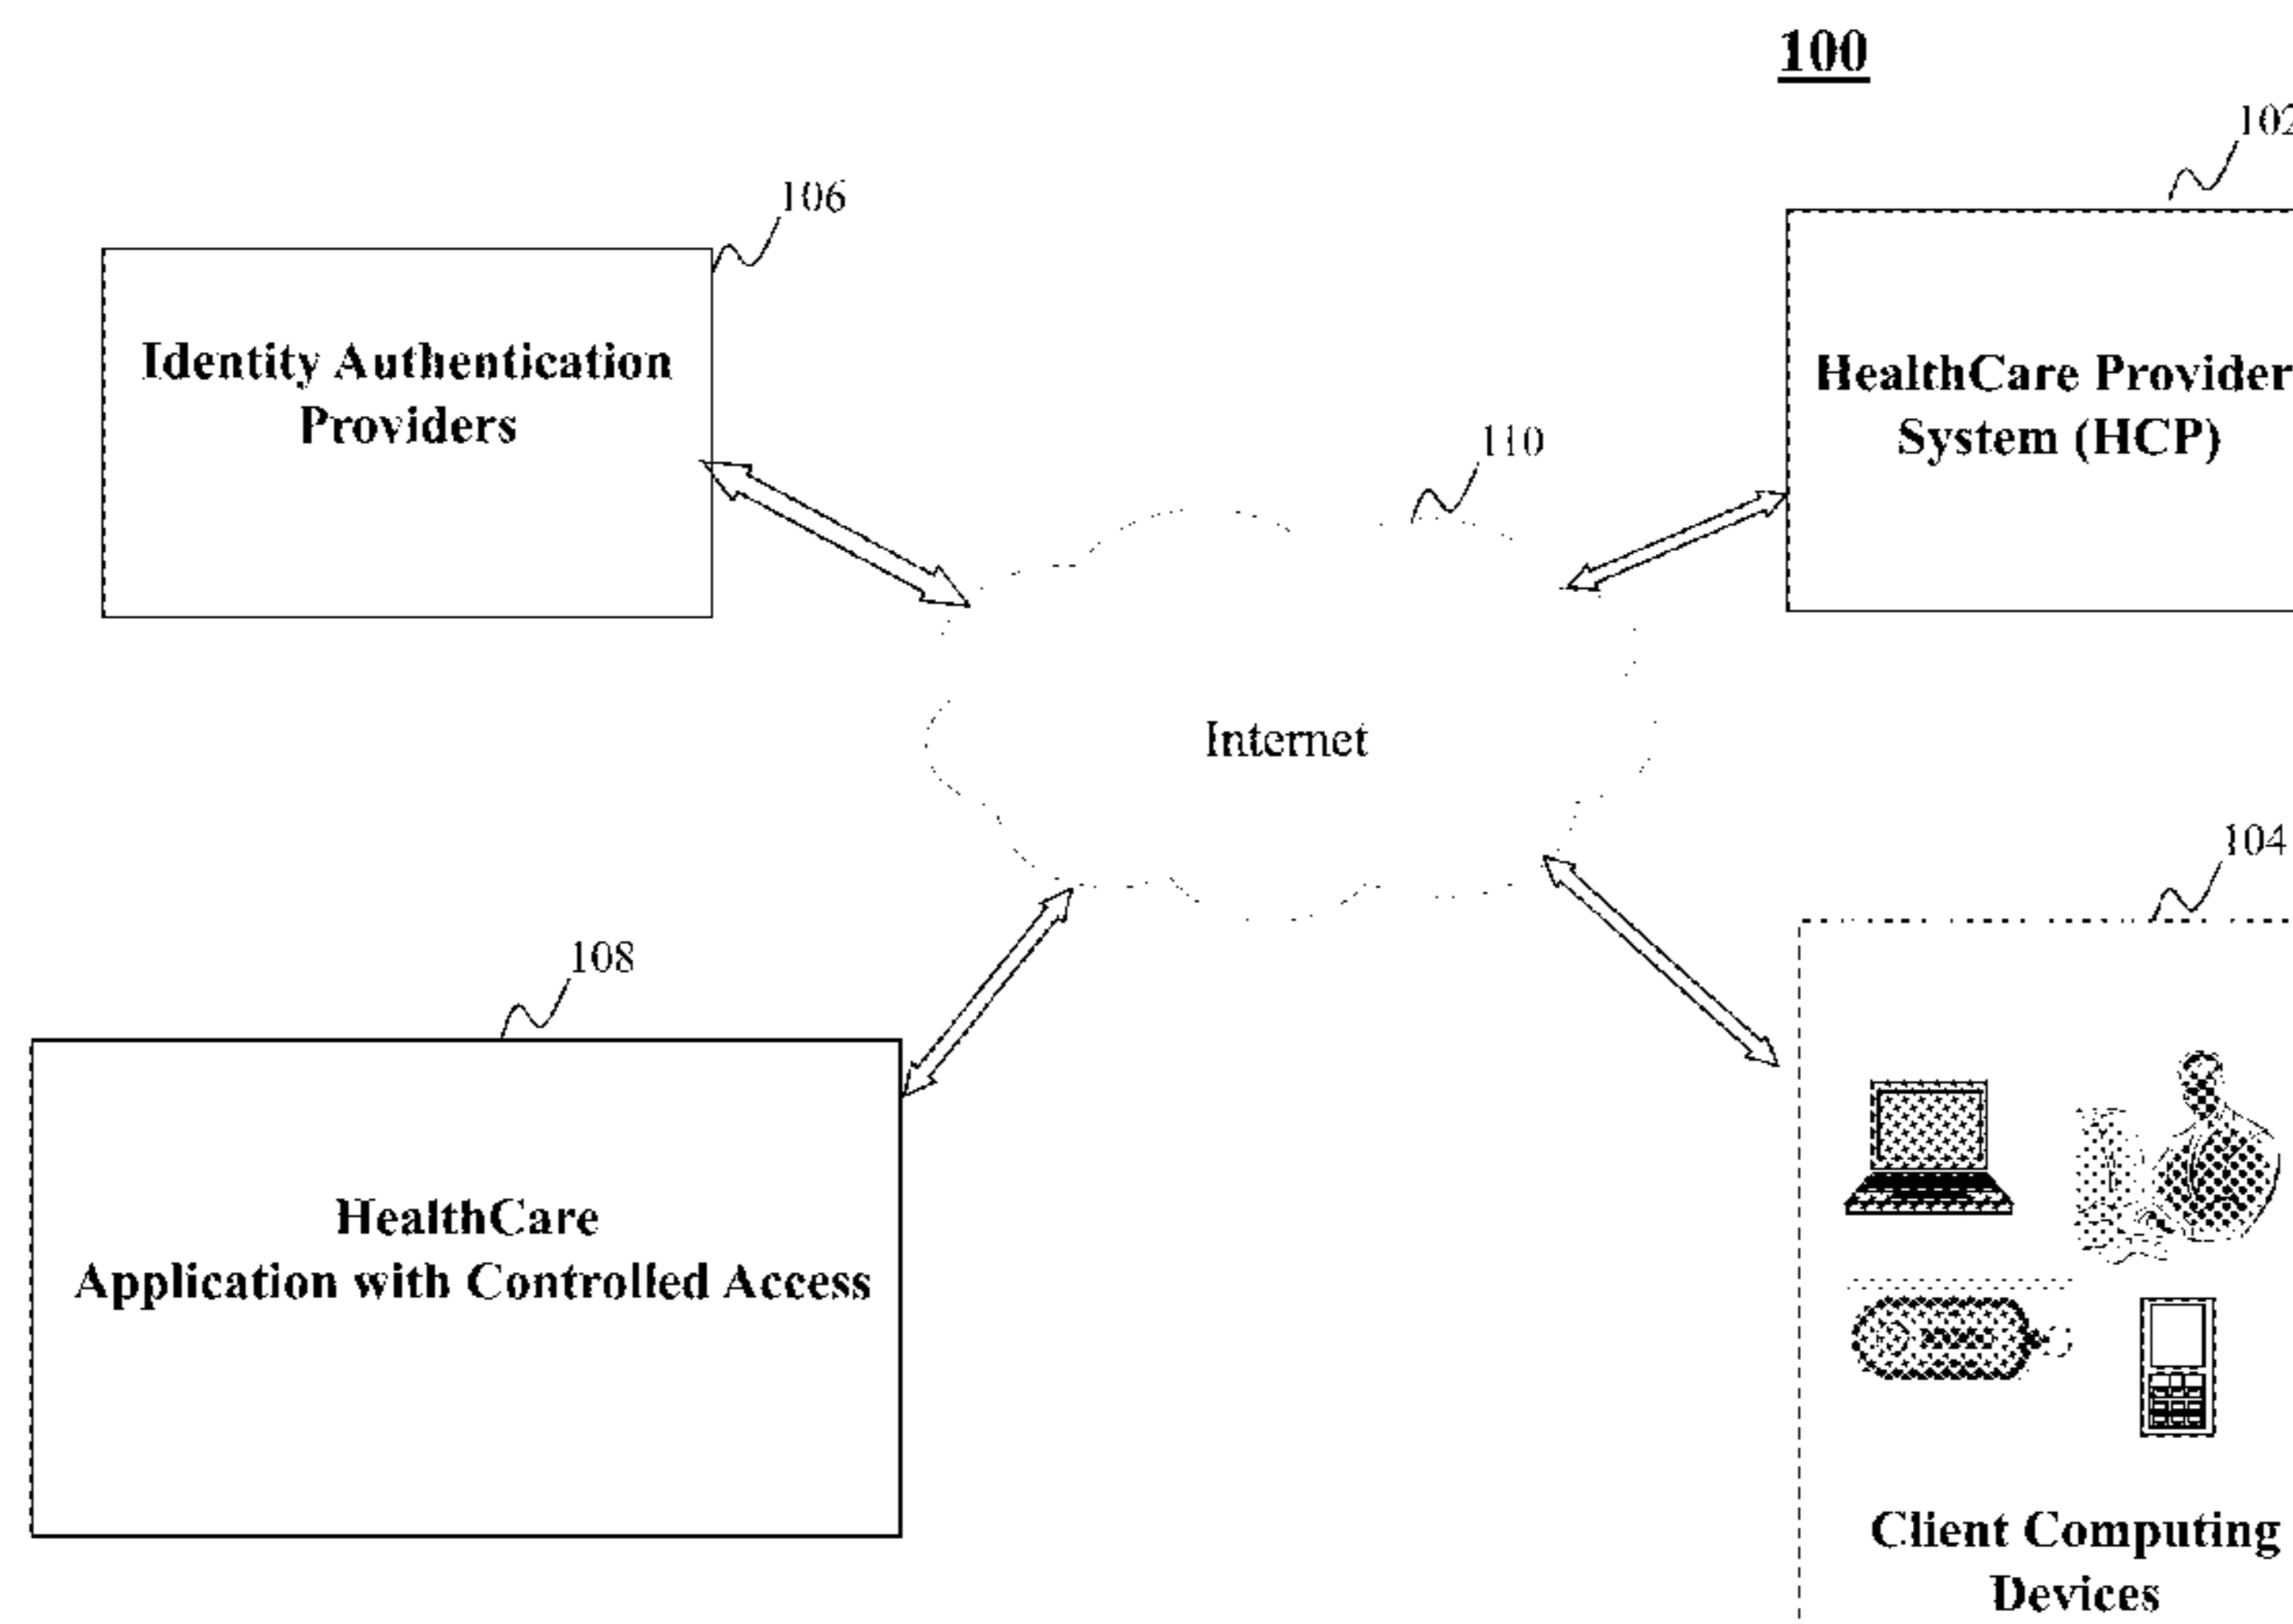 100
102
106
Identity Authentication
Providers
HealthCare Provider
System (HCP)
110
Internet
104
108
HealthCare
Application with Controlled Access
Client Computing
Devices